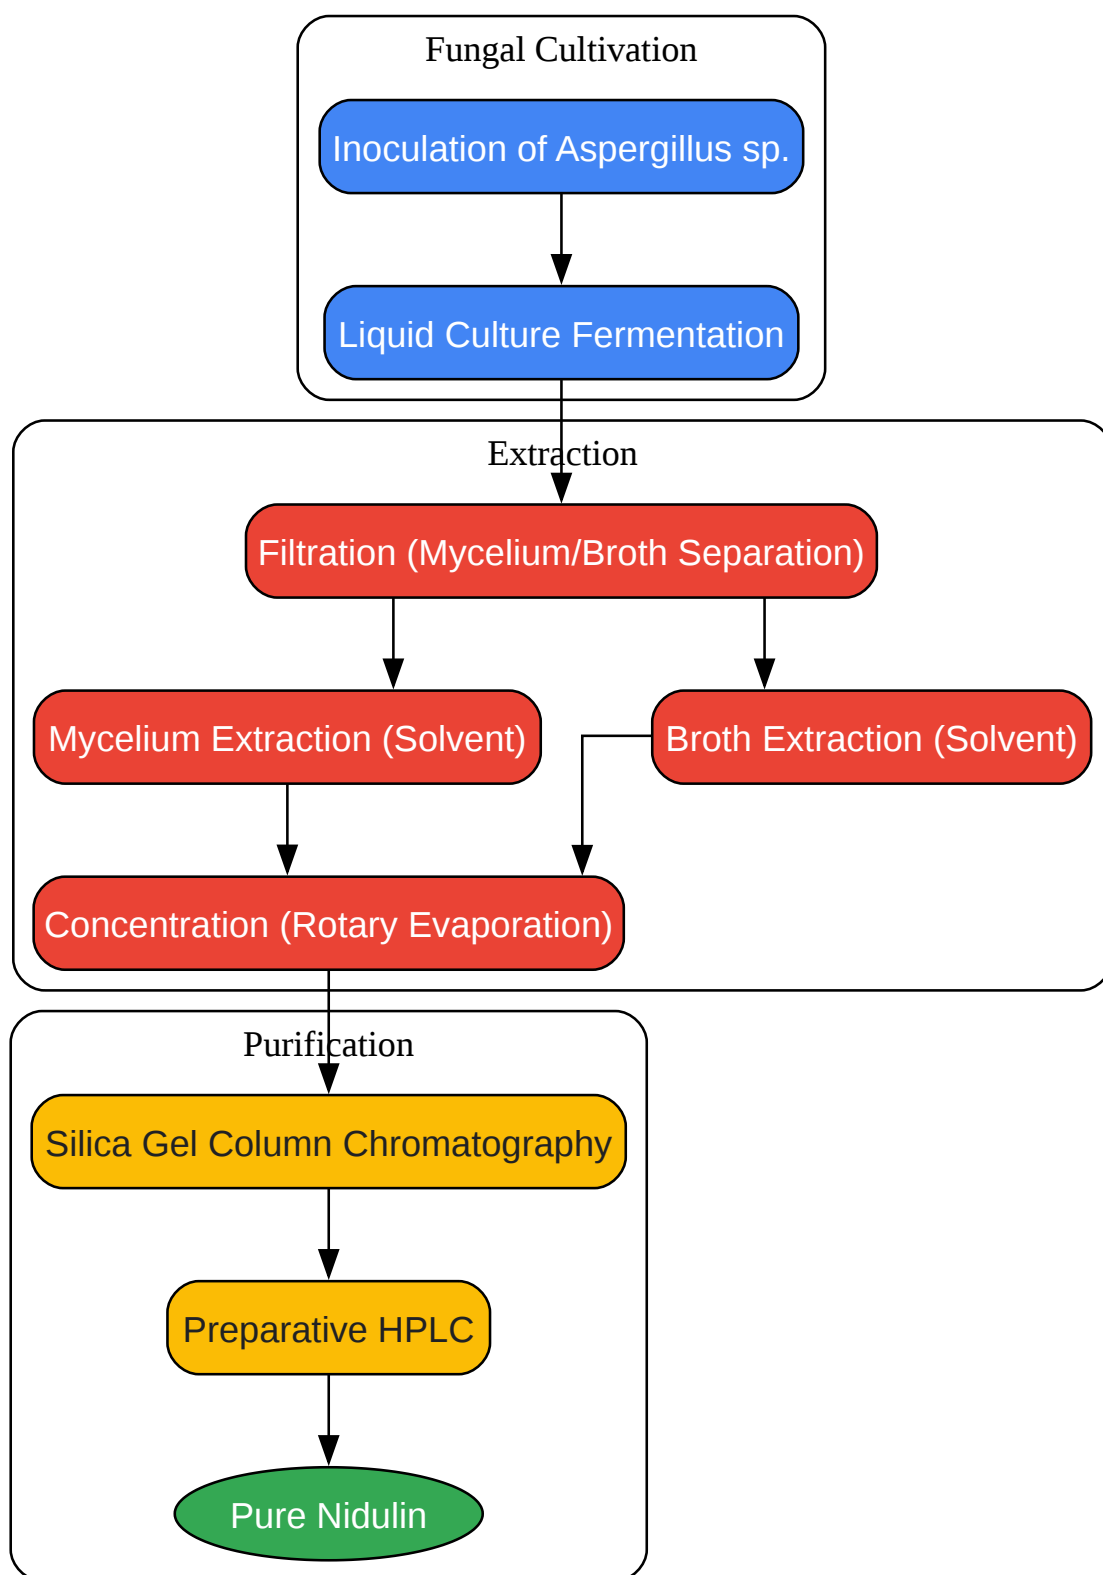 Fungal Cultivation
Inoculation of Aspergillus sp.
Liquid Culture Fermentation
Extraction
Filtration (Mycelium/Broth Separation)
Mycelium Extraction (Solvent)
Broth Extraction (Solvent)
Concentration (Rotary Evaporation)
Purification
Silica Gel Column Chromatography
Preparative HPLC
Pure Nidulin